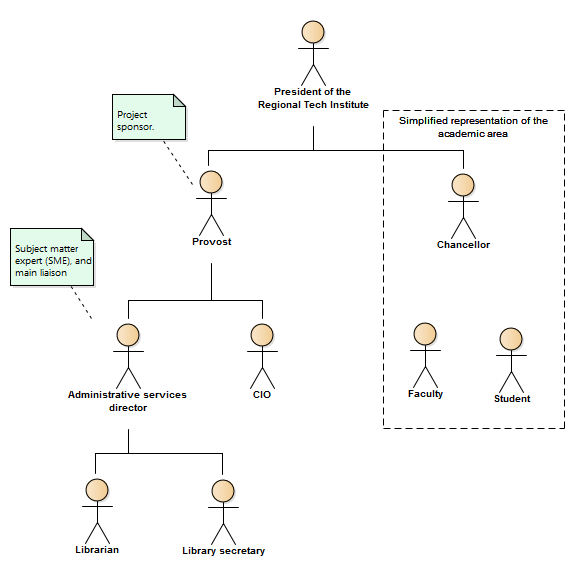 President of the
Regional Tech Institute
Project
sponsor.
Simplified representation of the
academic area
Provost
Chancellor
Subject matter
expert (SME), and
main liaison
Administrative services
director
CIO
Faculty
Student
Librarian
Library secretary